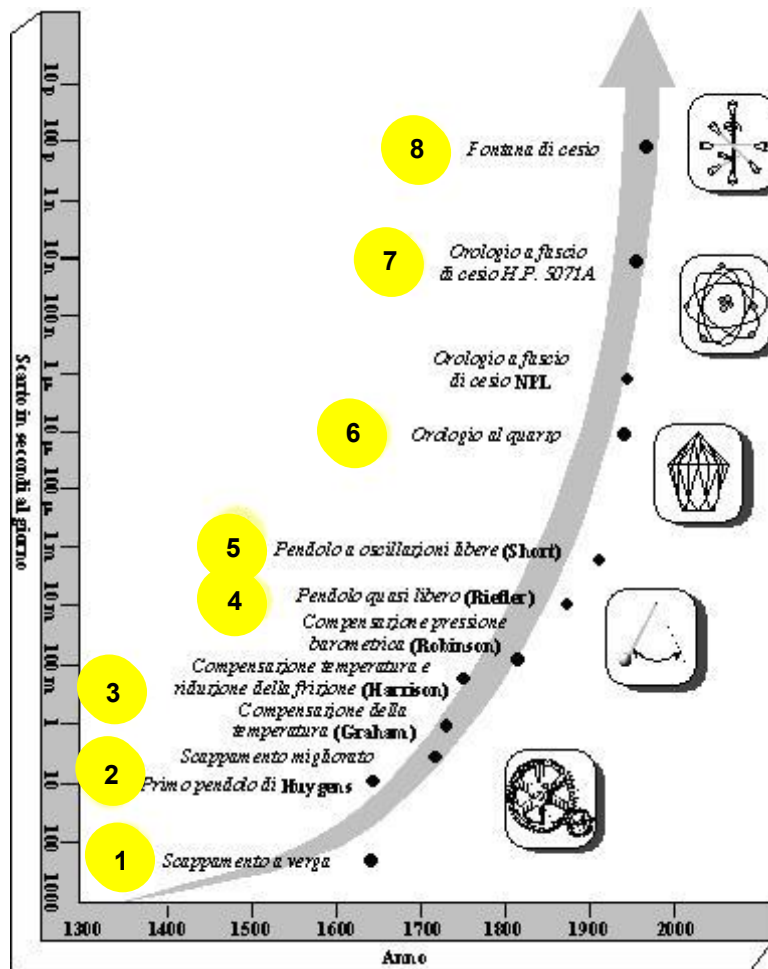 10 p
100 p
1 n
10 n
100 n
1 µ
10 µ
100 µ
1 m
10 m
100 m
1
10
100
1000
Scarto in secondi al giorno
8
Fontana di cesio
7
Orologio a fascio
di cesio H.P. 5071A
Orologio a fascio
di cesio NPL
6
Orologio al quarzo
5
Pendolo a oscillazioni libere (Short)
4
Pendolo quasi libero (Riefler)
Compensazione pressione
barometrica (Robinson)
3
Compensazione temperatura e
riduzione della frizione (Harrison)
Compensazione della
temperatura (Graham)
Scappamento migliorato
2
Primo pendolo di Huygens
1
Scappamento a verga
1300 1400 1500 1600 1700 1800 1900 2000
Anno